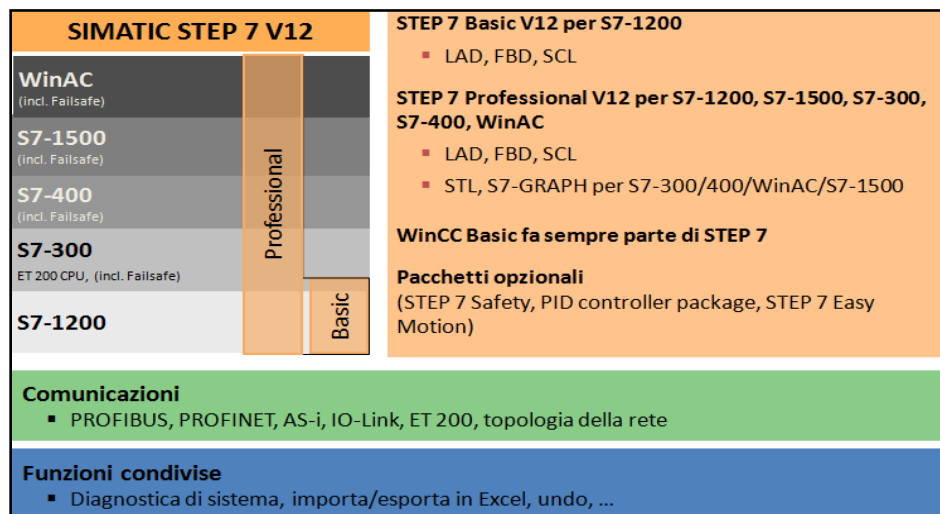 SIMATIC STEP 7 V12
WinAC
(incl. Failsafe)
S7-1500
(incl. Failsafe)
S7-400
(incl. Failsafe)
S7-300
ET 200 CPU, (incl. Failsafe)
S7-1200
Professional
Basic
STEP 7 Basic V12 per S7-1200
▪ LAD, FBD, SCL
STEP 7 Professional V12 per S7-1200, S7-1500, S7-300,
S7-400, WinAC
▪ LAD, FBD, SCL
▪ STL, S7-GRAPH per S7-300/400/WinAC/S7-1500
WinCC Basic fa sempre parte di STEP 7
Pacchetti opzionali
(STEP 7 Safety, PID controller package, STEP 7 Easy
Motion)
Comunicazioni
▪ PROFIBUS, PROFINET, AS-i, IO-Link, ET 200, topologia della rete
Funzioni condivise
▪ Diagnostica di sistema, importa/esporta in Excel, undo, ...